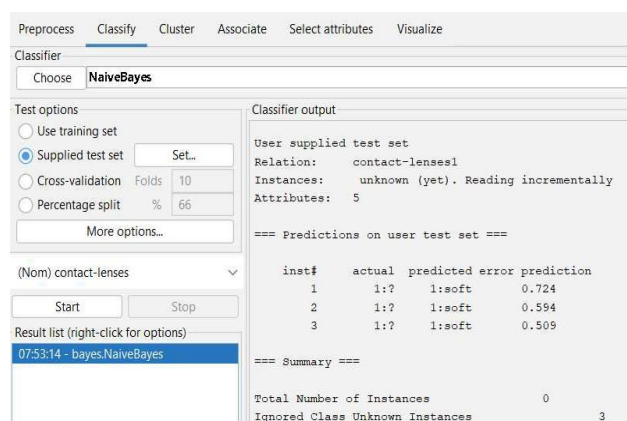 Preprocess Classify Cluster Associate Select attributes Visualize
Classifier
Choose NaiveBayes
Test options
Use training set
Supplied test set Set...
Cross-validation Folds 10
Percentage split % 66
More options...
(Nom) contact-lenses
Start Stop
Result list (right-click for options)
07:53:14 - bayes.NaiveBayes
Classifier output
User supplied test set
Relation: contact-lenses1
Instances: unknown (yet). Reading incrementally
Attributes: 5
=== Predictions on user test set ===
inst# actual predicted error prediction
1 1:? 1:soft 0.724
2 1:? 1:soft 0.594
3 1:? 1:soft 0.509
=== Summary ===
Total Number of Instances 0
Ignored Class Unknown Instances 3